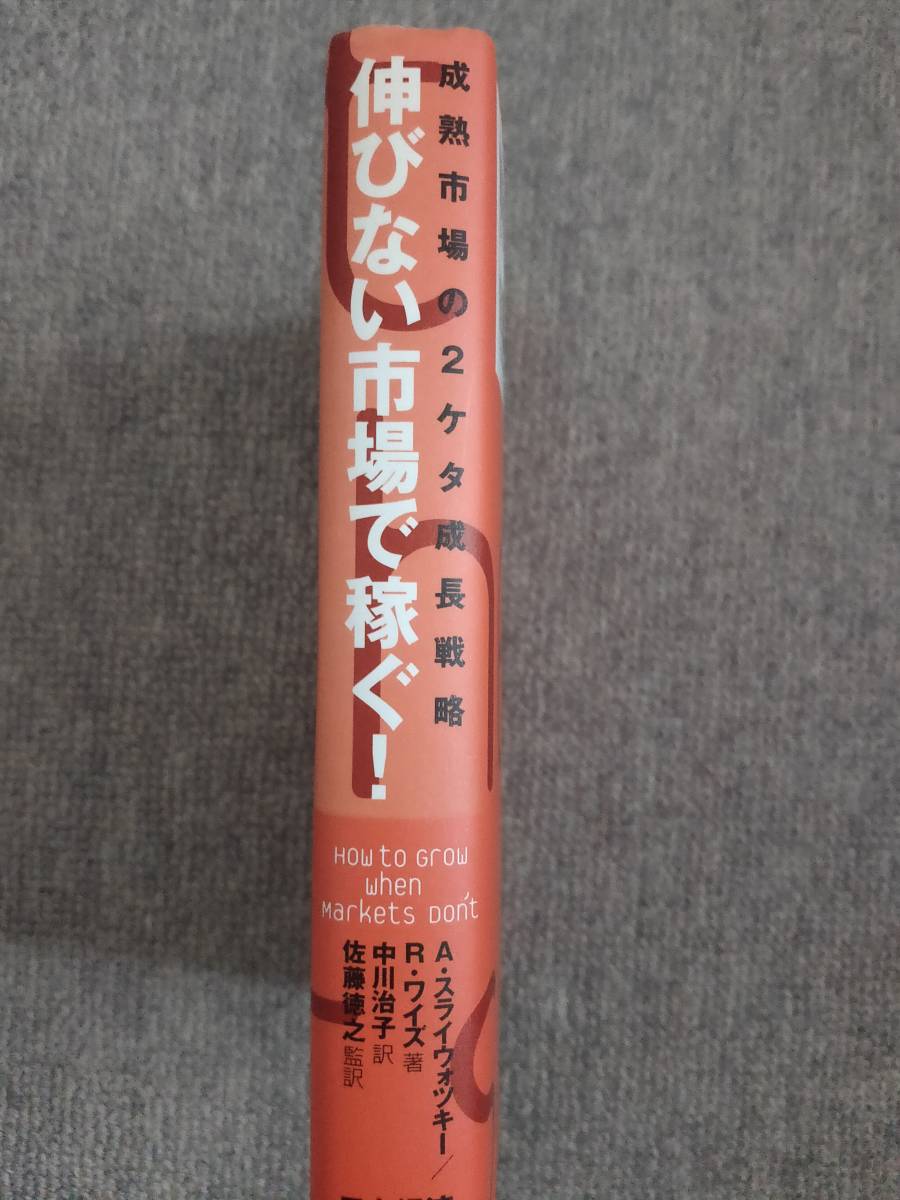 成熟市場の2ケタ成長戦略
伸びない市場で稼ぐ!
HOW to GROW
when
Markets DON't
A・スライウォツキー/
R・ワイズ 著
中川治子 訳
佐藤徳之 監訳